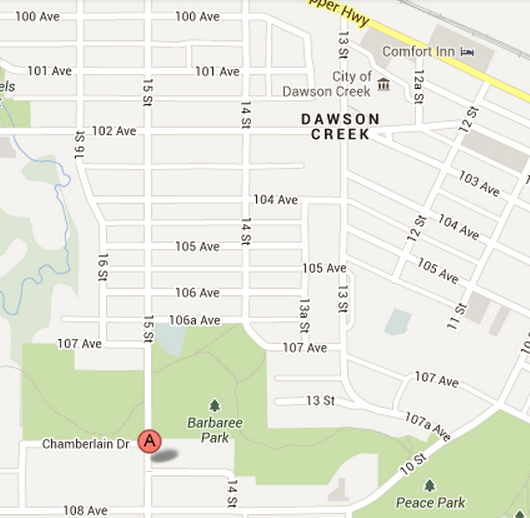 pper Hwy
100 Ave
100 Ave
13 St
Comfort Inn
101 Ave
101 Ave
City of
Dawson Creek
12a St
els
15 St
14 St
12 St
DAWSON
CREEK
102 Ave
16 St
103 Ave
104 Ave
14 St
12 St
104 Ave
105 Ave
16 St
105 Ave
105 Ave
106 Ave
13 St
13a St
11 St
106a Ave
15 St
107 Ave
107 Ave
10
107 Ave
13 St
Barbaree
Park
107a Ave
A
Chamberlain Dr
10 St
14 St
Peace Park
108 Ave